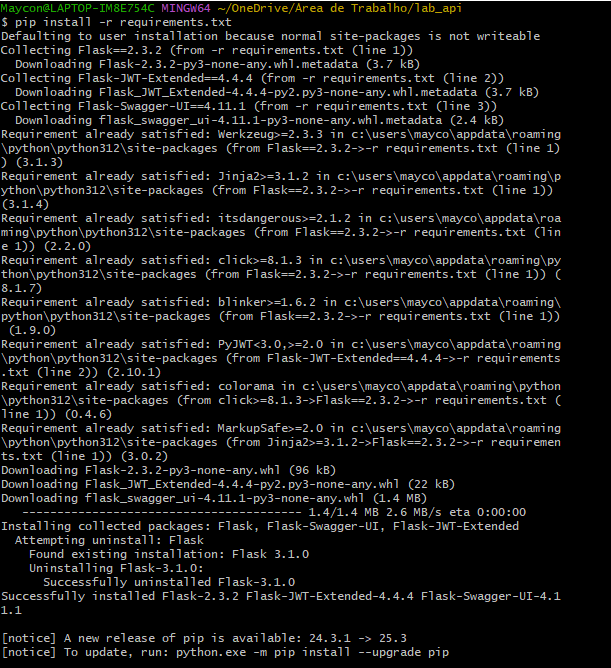 Maycon@LAPTOP-IM8E754C MINGW64 ~/OneDrive/Área de Trabalho/lab_api
$ pip install -r requirements.txt
Defaulting to user installation because normal site-packages is not writeable
Collecting Flask==2.3.2 (from -r requirements.txt (line 1))
  Downloading Flask-2.3.2-py3-none-any.whl.metadata (3.7 kB)
Collecting Flask-JWT-Extended==4.4.4 (from -r requirements.txt (line 2))
  Downloading Flask_JWT_Extended-4.4.4-py2.py3-none-any.whl.metadata (3.7 kB)
Collecting Flask-Swagger-UI==4.11.1 (from -r requirements.txt (line 3))
  Downloading flask_swagger_ui-4.11.1-py3-none-any.whl.metadata (2.4 kB)
Requirement already satisfied: Werkzeug>=2.3.3 in c:\users\mayco\appdata\roaming
\python\python312\site-packages (from Flask==2.3.2->-r requirements.txt (line 1)
) (3.1.3)
Requirement already satisfied: Jinja2>=3.1.2 in c:\users\mayco\appdata\roaming\p
ython\python312\site-packages (from Flask==2.3.2->-r requirements.txt (line 1))
(3.1.4)
Requirement already satisfied: itsdangerous>=2.1.2 in c:\users\mayco\appdata\roa
ming\python\python312\site-packages (from Flask==2.3.2->-r requirements.txt (lin
e 1)) (2.2.0)
Requirement already satisfied: click>=8.1.3 in c:\users\mayco\appdata\roaming\py
thon\python312\site-packages (from Flask==2.3.2->-r requirements.txt (line 1)) (
8.1.7)
Requirement already satisfied: blinker>=1.6.2 in c:\users\mayco\appdata\roaming\
python\python312\site-packages (from Flask==2.3.2->-r requirements.txt (line 1))
 (1.9.0)
Requirement already satisfied: PyJWT<3.0,>=2.0 in c:\users\mayco\appdata\roaming
\python\python312\site-packages (from Flask-JWT-Extended==4.4.4->-r requirements
.txt (line 2)) (2.10.1)
Requirement already satisfied: colorama in c:\users\mayco\appdata\roaming\python
\python312\site-packages (from click>=8.1.3->Flask==2.3.2->-r requirements.txt (
line 1)) (0.4.6)
Requirement already satisfied: MarkupSafe>=2.0 in c:\users\mayco\appdata\roaming
\python\python312\site-packages (from Jinja2>=3.1.2->Flask==2.3.2->-r requiremen
ts.txt (line 1)) (3.0.2)
Downloading Flask-2.3.2-py3-none-any.whl (96 kB)
Downloading Flask_JWT_Extended-4.4.4-py2.py3-none-any.whl (22 kB)
Downloading flask_swagger_ui-4.11.1-py3-none-any.whl (1.4 MB)
   ---------------------------------------- 1.4/1.4 MB 2.6 MB/s eta 0:00:00
Installing collected packages: Flask, Flask-Swagger-UI, Flask-JWT-Extended
  Attempting uninstall: Flask
    Found existing installation: Flask 3.1.0
    Uninstalling Flask-3.1.0:
      Successfully uninstalled Flask-3.1.0
Successfully installed Flask-2.3.2 Flask-JWT-Extended-4.4.4 Flask-Swagger-UI-4.1
1.1

[notice] A new release of pip is available: 24.3.1 -> 25.3
[notice] To update, run: python.exe -m pip install --upgrade pip